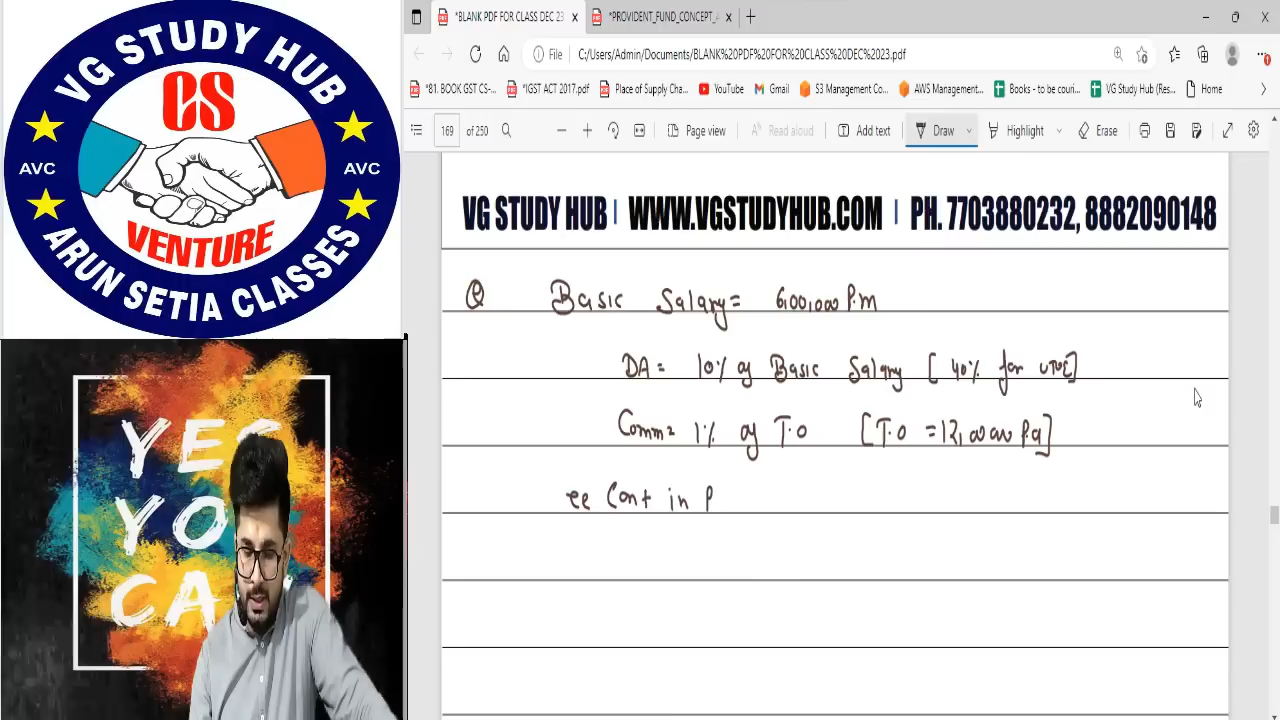 VG STUDY HUB
CS
AVC
AVC
VENTURE
ARUN SETIA CLASSES
YES
YO
CA
*BLANK PDF FOR CLASS DEC 23
*PROVIDENT_FUND_CONCEPT_
File
C:/Users/Admin/Documents/BLANK%20PDF%20FOR%20CLASS%20DEC%2023.pdf
*81. BOOK GST CS-...
*IGST ACT 2017.pdf
Place of Supply Cha...
YouTube
Gmail
S3 Management Co...
AWS Management...
Books - to be couri...
VG Study Hub (Res...
Home
169 of 250
Page view
Read aloud
Add text
Draw
Highlight
Erase
VG STUDY HUB | WWW.VGSTUDYHUB.COM | PH. 7703880232, 8882090148
Q Basic Salary = 6,00,000 P.m
DA = 10% of Basic Salary [ 40% for
Comm = 1% of T.O [T.O = 12,00,000 P.a]
ee Cont in P